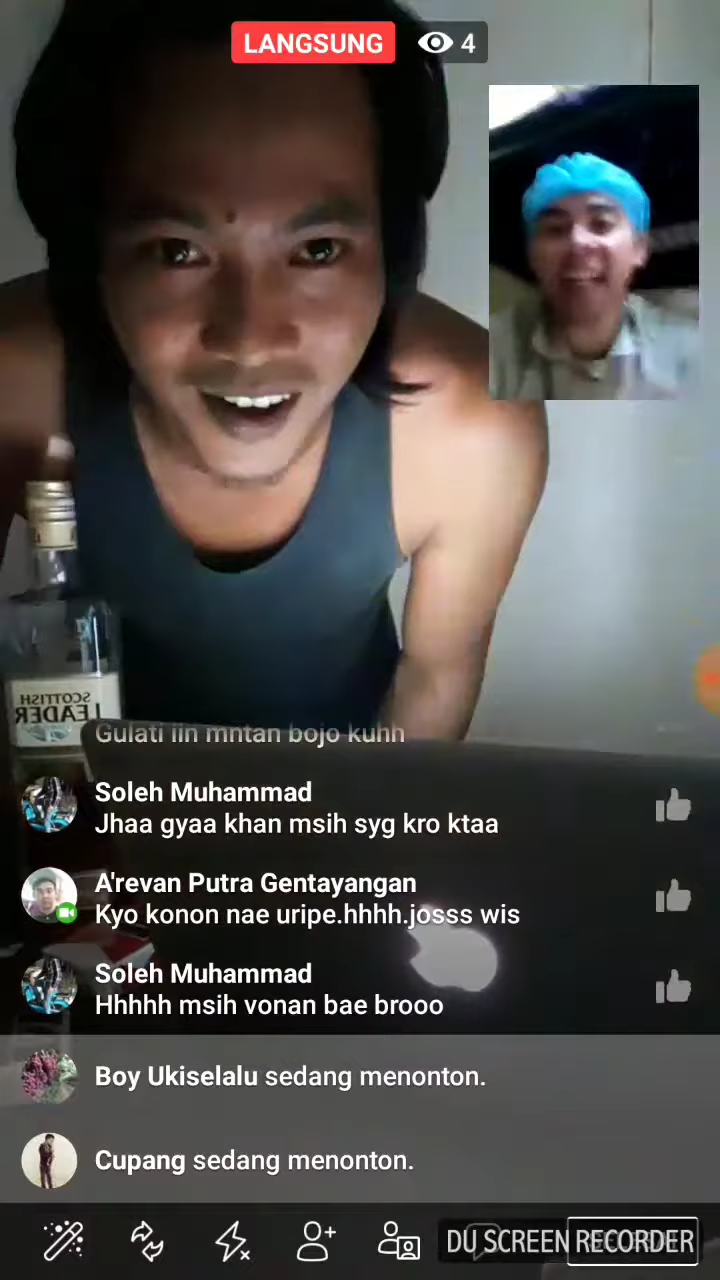 LANGSUNG 4
SCOTTISH
LEADER
Gulati iin mntan bojo kuhh
Soleh Muhammad
Jhaa gyaa khan msih syg kro ktaa
A'revan Putra Gentayangan
Kyo konon nae uripe.hhhh.josss wis
Soleh Muhammad
Hhhhh msih vonan bae brooo
Boy Ukiselalu sedang menonton.
Cupang sedang menonton.
DU SCREEN RECORDER